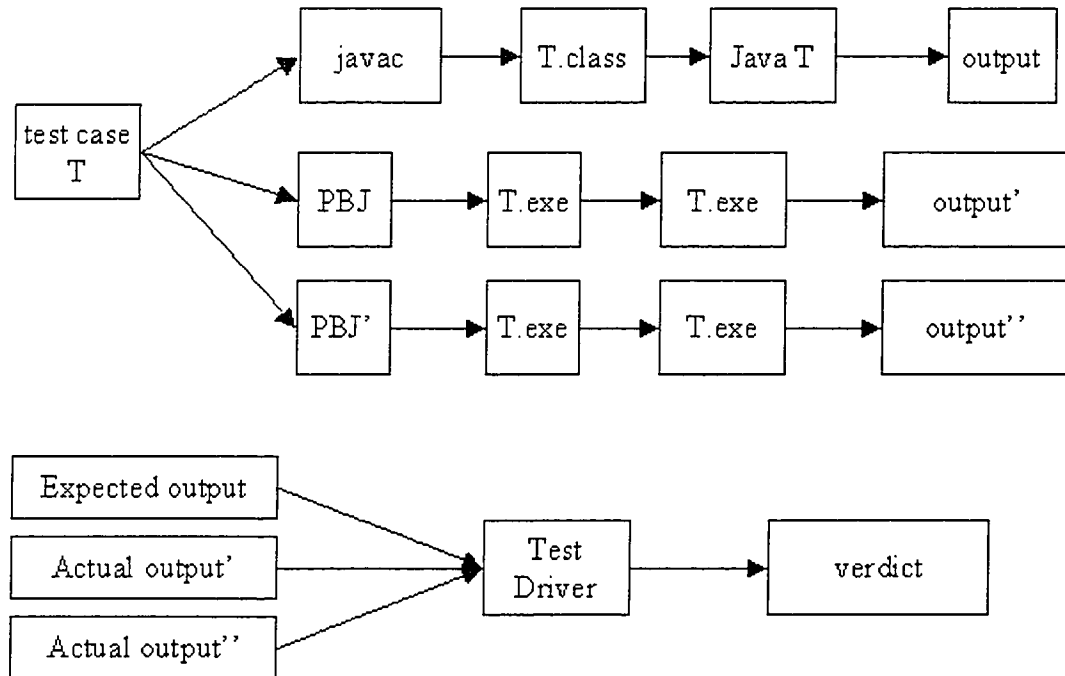 javac
T.class
Java T
output
test case
T
PBJ
T.exe
T.exe
output'
PBJ'
T.exe
T.exe
output''
Expected output
Actual output'
Actual output''
Test
Driver
verdict